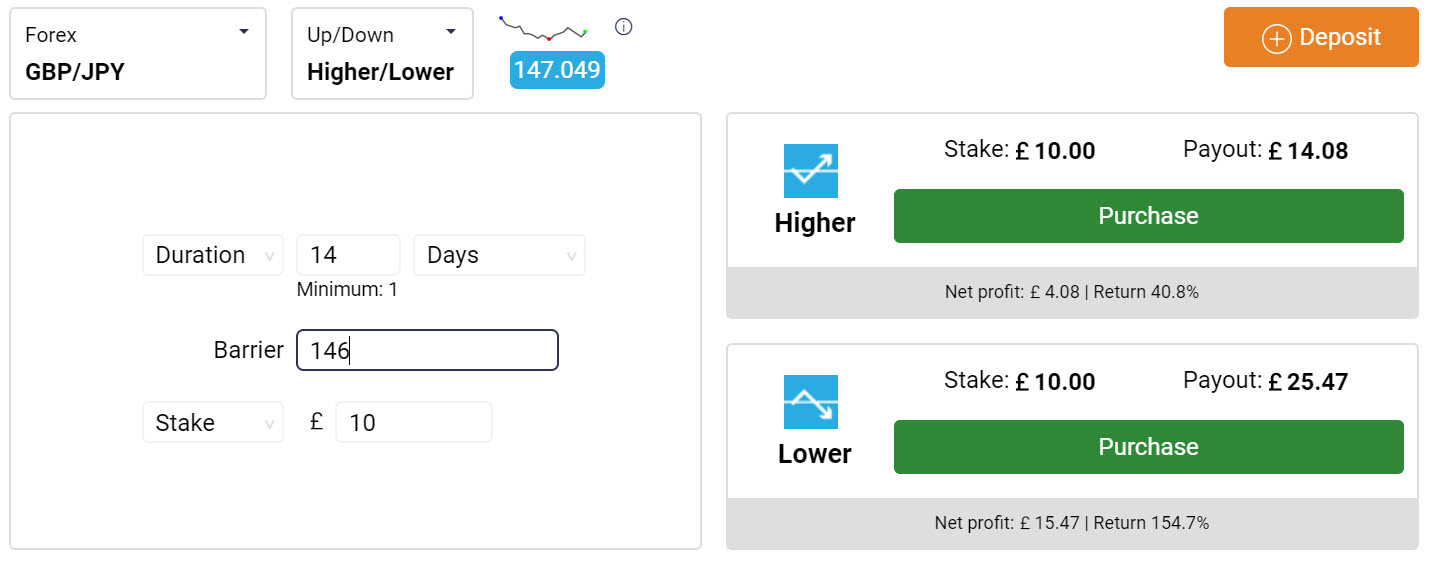 Forex
GBP/JPY
Up/Down
Higher/Lower
147.049
Deposit
Duration 14 Days
Minimum: 1
Barrier 146
Stake £ 10
Higher
Stake: £ 10.00 Payout: £ 14.08
Purchase
Net profit: £ 4.08 | Return 40.8%
Lower
Stake: £ 10.00 Payout: £ 25.47
Purchase
Net profit: £ 15.47 | Return 154.7%